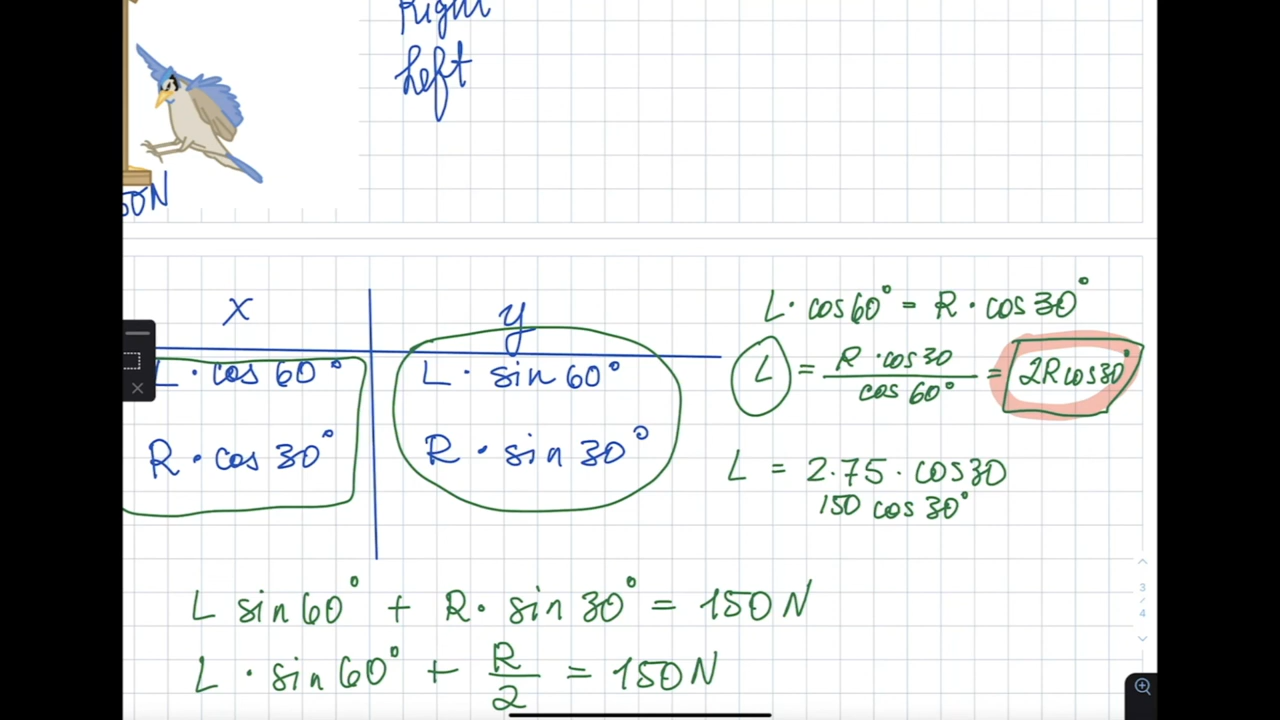 Right
Left
50N
x y
L · cos 60° L · sin 60°
R · cos 30° R · sin 30°
L · cos 60° = R · cos 30°
L = R · cos 30 / cos 60° = 2R cos 30°
L = 2·75 · cos 30
150 cos 30°
L sin 60° + R · sin 30° = 150 N
L · sin 60° + R / 2 = 150 N
3 / 4